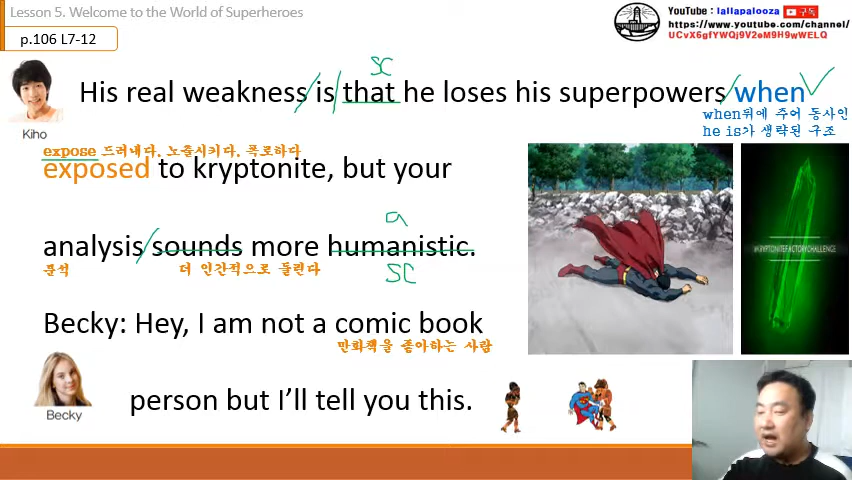 Lesson 5. Welcome to the World of Superheroes
YouTube : lallapalooza 구독
https://www.youtube.com/channel/
UCvX6gfYWQj9V2eM9H9wWELQ
p.106 L7-12
SC
His real weakness is that he loses his superpowers when
Kiho
when뒤에 주어 동사인
he is가 생략된 구조
expose 드러내다. 노출시키다. 폭로하다
exposed to kryptonite, but your
a
analysis sounds more humanistic.
분석 더 인간적으로 들린다
SC
#KRYPTONITEFACTORYCHALLENGE
Becky: Hey, I am not a comic book
만화책을 좋아하는 사람
person but I'll tell you this.
Becky